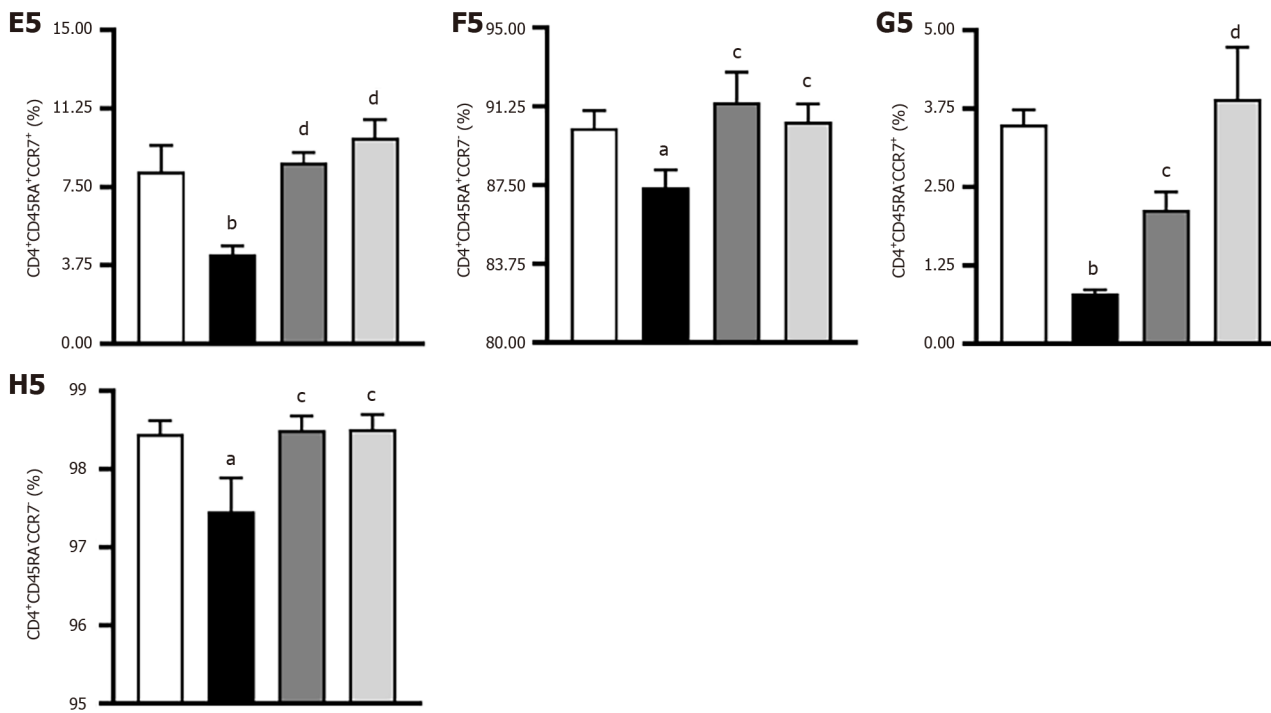 E5
15.00
11.25
7.50
3.75
0.00
CD4⁺CD45RA⁺CCR7⁺ (%)
b
d
d
F5
95.00
91.25
87.50
83.75
80.00
CD4⁺CD45RA⁺CCR7⁻ (%)
a
c
c
G5
5.00
3.75
2.50
1.25
0.00
CD4⁺CD45RA⁻CCR7⁺ (%)
b
c
d
H5
99
98
97
96
95
CD4⁺CD45RA⁻CCR7⁻ (%)
a
c
c